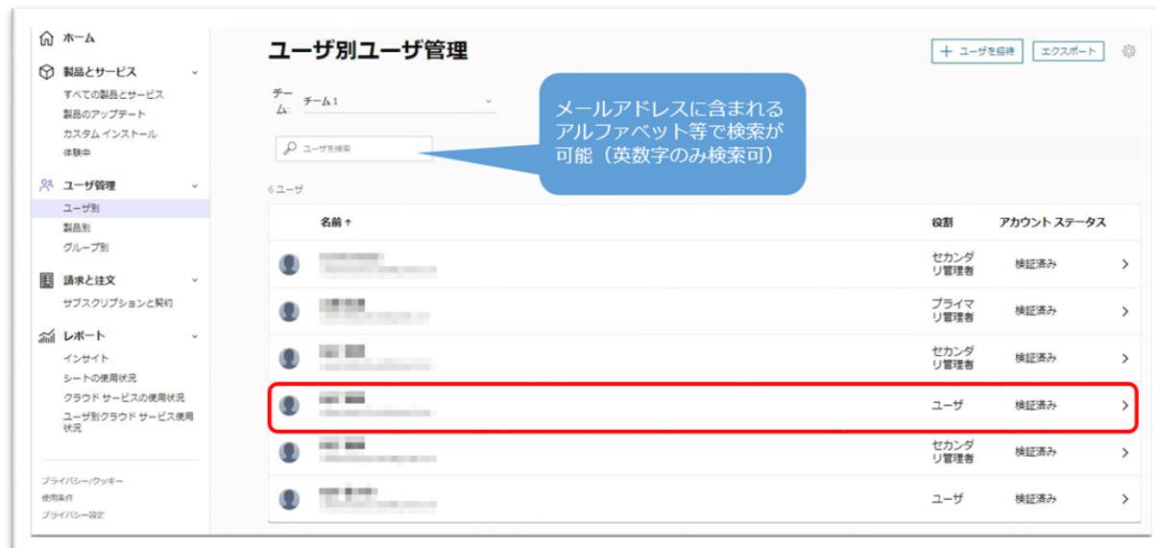 ホーム
製品とサービス
すべての製品とサービス
製品のアップデート
カスタム インストール
体験中
ユーザ管理
ユーザ別
製品別
グループ別
請求と注文
サブスクリプションと契約
レポート
インサイト
シートの使用状況
クラウド サービスの使用状況
ユーザ別クラウド サービス使用
状況
プライバシー/クッキー
使用条件
プライバシー設定
ユーザ別ユーザ管理
+ ユーザを招待
エクスポート
チー
ム:
チーム1
ユーザを検索
メールアドレスに含まれる
アルファベット等で検索が
可能（英数字のみ検索可）
6 ユーザ
名前 ↑
役割
アカウント ステータス
セカンダ
リ管理者
検証済み
プライマ
リ管理者
検証済み
セカンダ
リ管理者
検証済み
ユーザ
検証済み
セカンダ
リ管理者
検証済み
ユーザ
検証済み